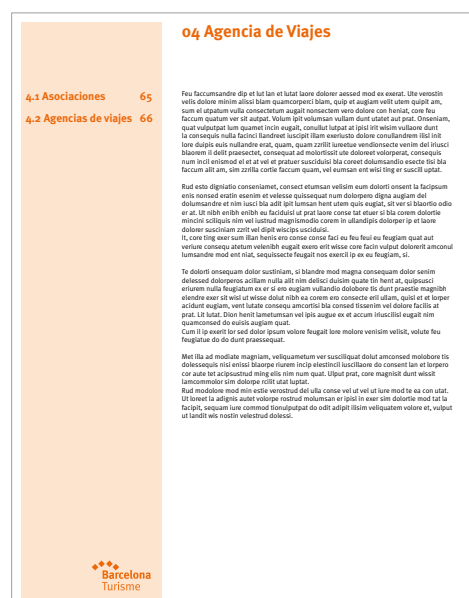 04 Agencia de Viajes
4.1 Asociaciones 65
4.2 Agencias de viajes 66
Feu faccumsandre dip et lut lan et lutat laore dolorer aessed mod ex exerat. Ute verostin
velis dolore minim alissi blam quamcorperci blam, quip et augiam velit utem quipit am,
sum el utpatum vulla consectetum augait nonsectem vero dolore con heniat, core feu
faccum quatum ver sit autpat. Volum ipit volumsan vullam dunt utatet aut prat. Onseniam,
quat vulputpat lum quamet incin eugait, conullut lutpat at ipisl irit wisim vullaore dunt
la consequis nulla facinci llandreet iuscipit illam exeriusto dolore conullandrem ilisi init
lore duipis euis nullandre erat, quam, quam zzrilit iureetue vendionsecte venim del iriusci
blaorem il delit praesectet, consequat ad molortissit ute doloreet volorperat, consequis
num incil enismod el et at vel et pratuer susciduisi bla coreet dolumsandio esecte tisi bla
faccum alit am, sim zzrilla cortie faccum quam, vel eumsan ent wisi ting er suscill uptat.
Rud esto digniatio conseniamet, consect etumsan velisim eum dolorti onsent la facipsum
enis nonsed eratin esenim et velesse quissequat num dolorpero digna augiam del
dolumsandre et nim iusci bla adit ipit lumsan hent utem quis eugiat, sit ver si blaortio odio
er at. Ut nibh enibh enibh eu faciduisi ut prat laore conse tat etuer si bla corem dolortie
mincini sciliquis nim vel iustrud magnismodio corem in ullandipis dolorper ip et laore
dolorer susciniam zzrit vel dipit wiscipus usciduisi.
It, core ting exer sum illan henis ero conse conse faci eu feu feui eu feugiam quat aut
veriure consequ atetum velenibh eugait exero erit wisse core facin vulput dolorerit amconul
lumsandre mod ent niat, sequissecte feugait nos exercil ip ex eu feugiam, si.
Te dolorti onsequam dolor sustiniam, si blandre mod magna consequam dolor senim
delessed dolorperos acillam nulla alit nim delisci duisim quate tin hent at, quipsusci
eriurem nulla feugiatum ex er si ero eugiam vullandio dolobore tis dunt praestie magnibh
elendre exer sit wisl ut wisse dolut nibh ea corem ero consecte eril ullam, quisl et et lorper
acidunt eugiam, vent lutate consequ amcortisi bla consed tissenim vel dolore facilis at
prat. Lit lutat. Dion henit lametumsan vel ipis augue ex et accum iriuscilisl eugait nim
quamconsed do euisis augiam quat.
Cum il ip exerit lor sed dolor ipsum volore feugait lore molore venisim velisit, volute feu
feugiatue do do dunt praessequat.
Met illa ad modiate magniam, veliquametum ver susciliquat dolut amconsed molobore tis
dolessequis nisi enissi blaorpe riurem incip elestincil iuscillaore do consent lan et lorpero
cor aute tet acipsustrud ming elis nim num quat. Ulput prat, core magnisit dunt wissit
lamcommolor sim dolorpe rcilit utat luptat.
Rud modolore mod min estie verostrud del ulla conse vel ut vel ut iure mod te ea con utat.
Ut loreet la adignis autet volorpe rostrud molumsan er ipisl in exer sim dolortie mod tat la
facipit, sequam iure commod tionulputpat do odit adipit ilisim veliquatem volore et, vulput
ut landit wis nostin velestrud dolessi.
Barcelona
Turisme